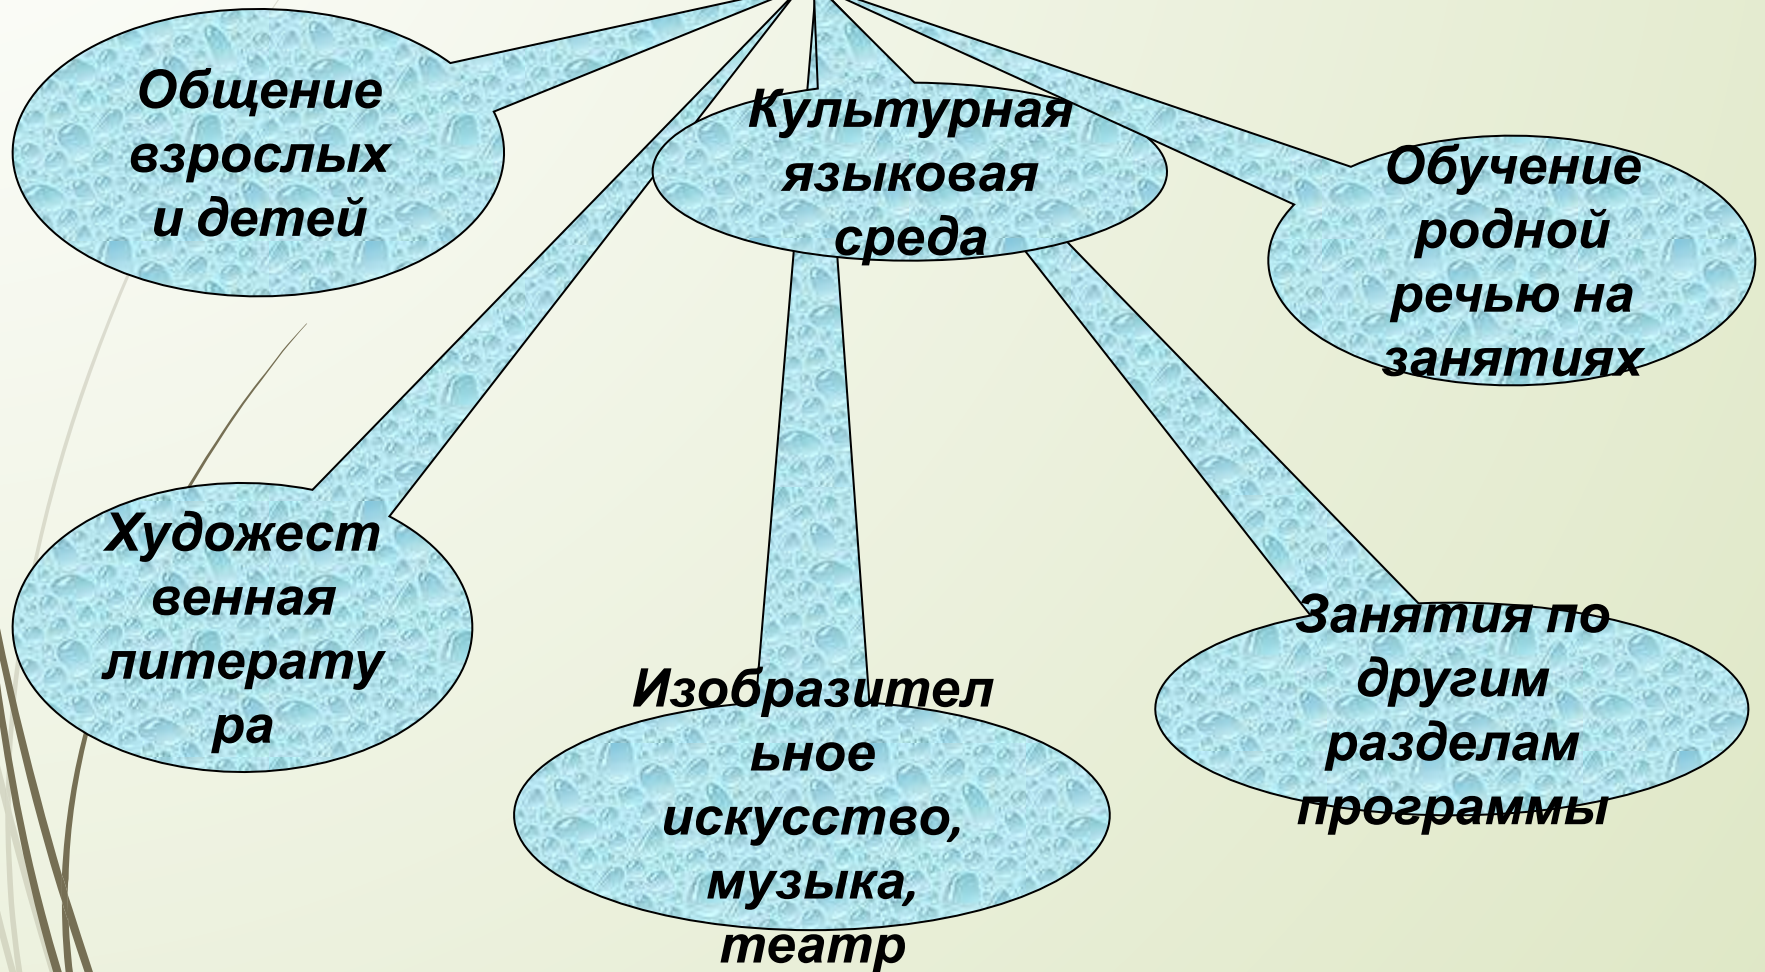 Общение
взрослых
и детей
Культурная
языковая
среда
Обучение
родной
речью на
занятиях
Художест
венная
литерату
ра
Изобразител
ьное
искусство,
музыка,
театр
Занятия по
другим
разделам
программы